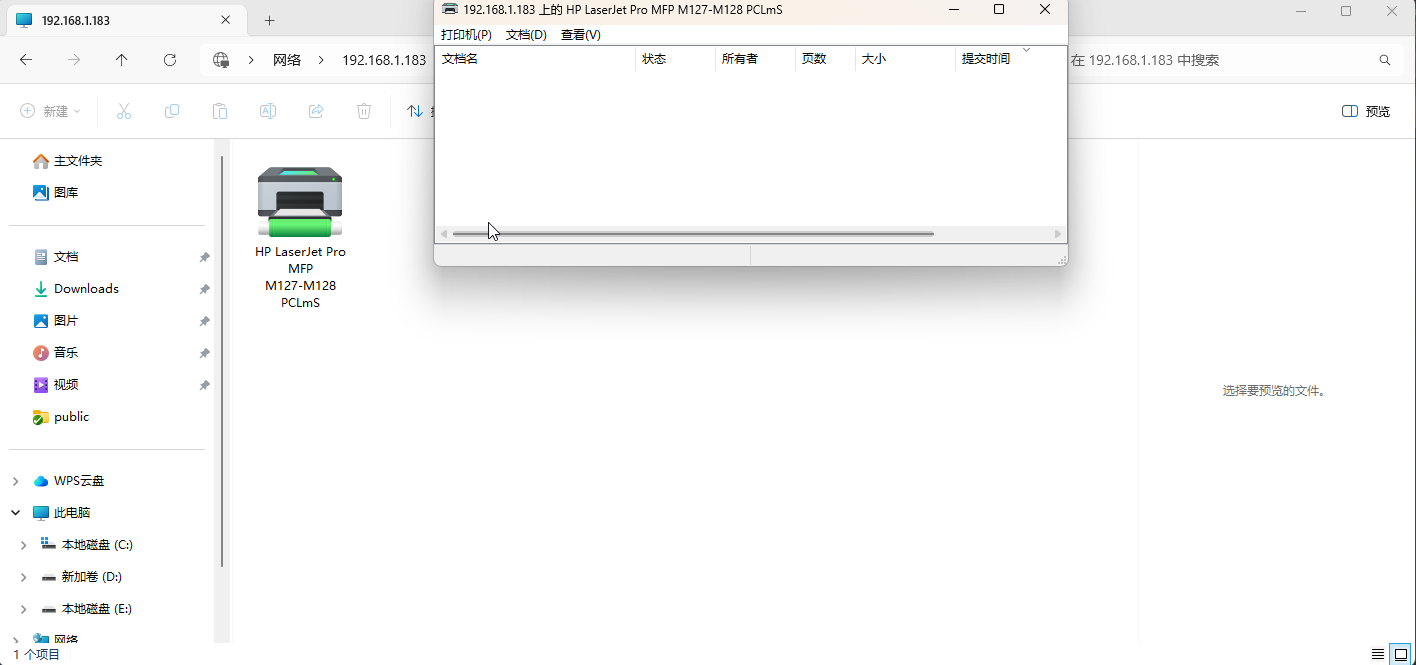 192.168.1.183
192.168.1.183 上的 HP LaserJet Pro MFP M127-M128 PCLmS
打印机(P) 文档(D) 查看(V)
文档名 状态 所有者 页数 大小 提交时间
网络 192.168.1.183
在 192.168.1.183 中搜索
新建
预览
主文件夹
图库
文档
Downloads
图片
音乐
视频
public
WPS云盘
此电脑
本地磁盘 (C:)
新加卷 (D:)
本地磁盘 (E:)
网络
HP LaserJet Pro
MFP
M127-M128
PCLmS
选择要预览的文件。
1 个项目